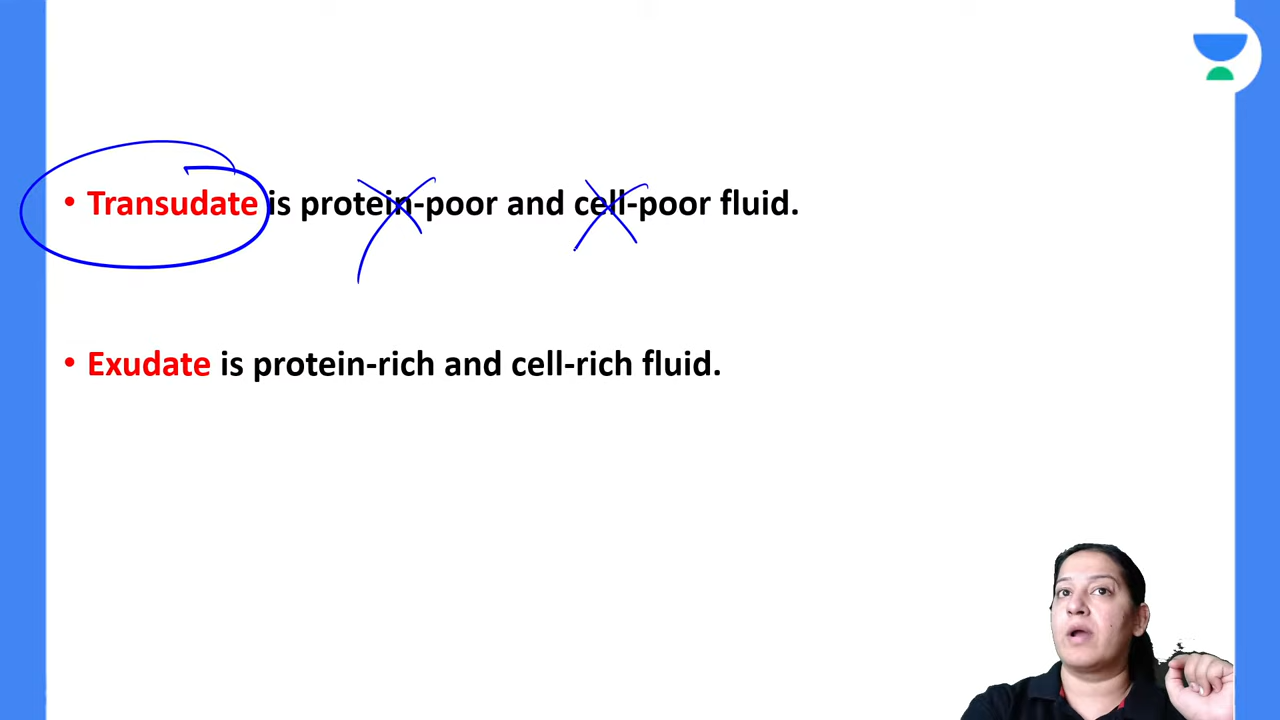 • Transudate is protein-poor and cell-poor fluid.
• Exudate is protein-rich and cell-rich fluid.